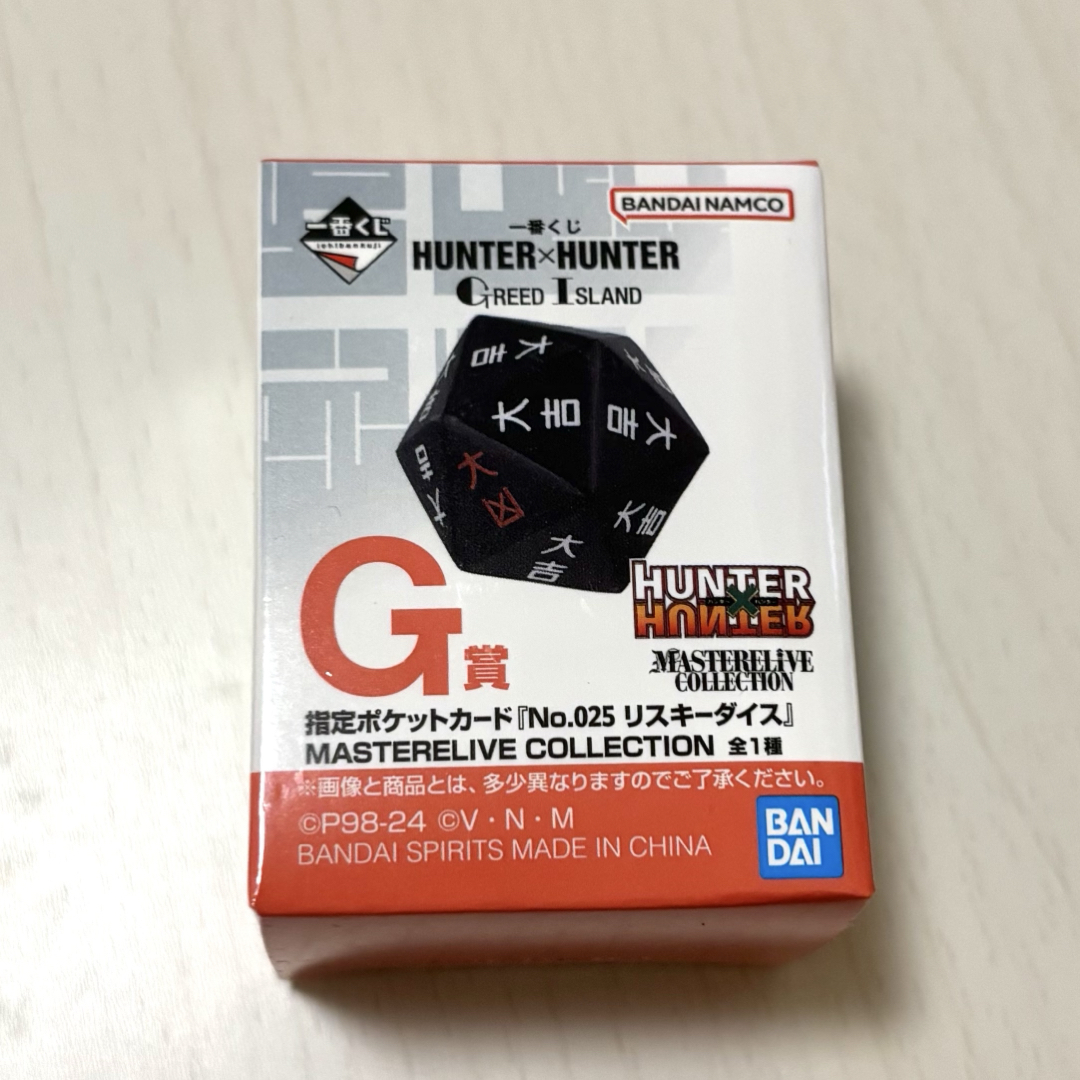 一番くじ
ichibankuji
BANDAI NAMCO
一番くじ
HUNTER×HUNTER
GREED ISLAND
大吉
大吉
大吉
大凶
大吉
大吉
G賞
HUNTER
×
HUNTER
MASTERELIVE
COLLECTION
指定ポケットカード『No.025 リスキーダイス』
MASTERELIVE COLLECTION 全1種
※画像と商品とは、多少異なりますのでご了承ください。
©P98-24 ©V・N・M
BANDAI SPIRITS MADE IN CHINA
BAN
DAI